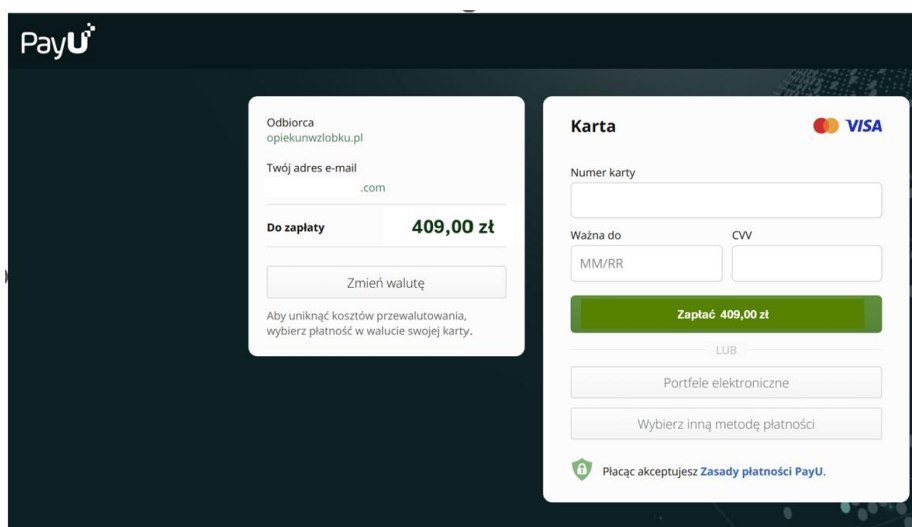 PayU
Odbiorca
opiekunwzlobku.pl
Twój adres e-mail
.com
Do zapłaty 409,00 zł
Zmień walutę
Aby uniknąć kosztów przewalutowania,
wybierz płatność w walucie swojej karty.
Karta VISA
Numer karty
Ważna do CVV
MM/RR
Zapłać 409,00 zł
LUB
Portfele elektroniczne
Wybierz inną metodę płatności
Płacąc akceptujesz Zasady płatności PayU.